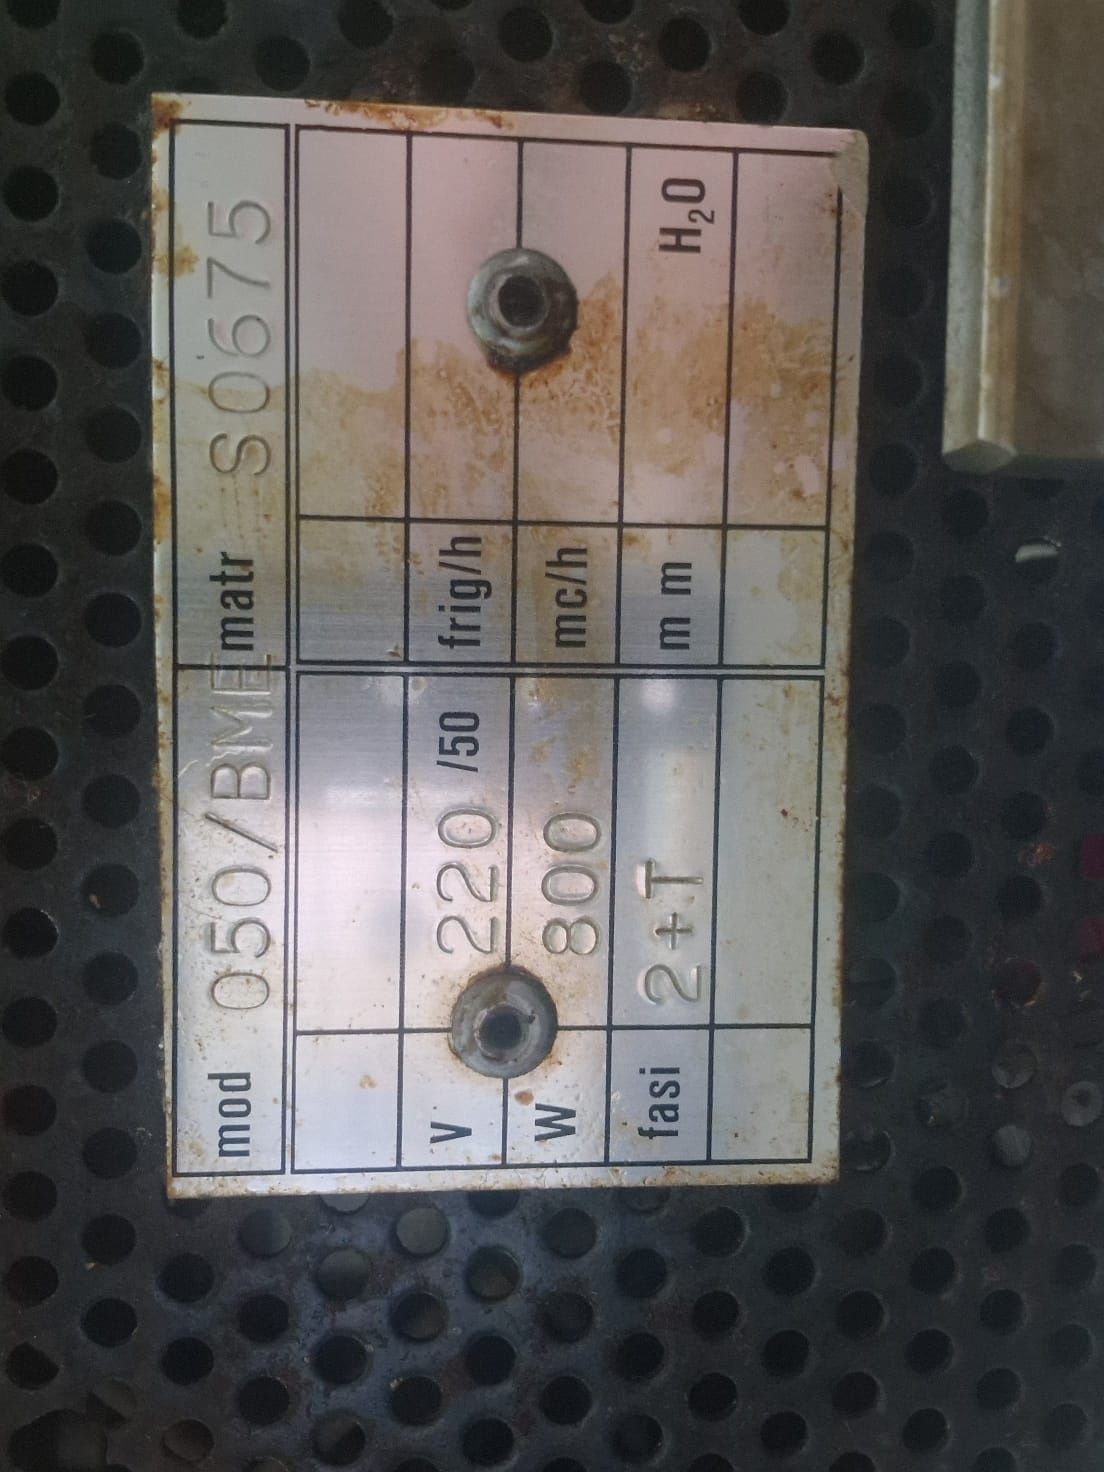 mod 050/BME matr S0675
V 220 /50 frig/h
W 800 mc/h
fasi 2+T m m H₂O